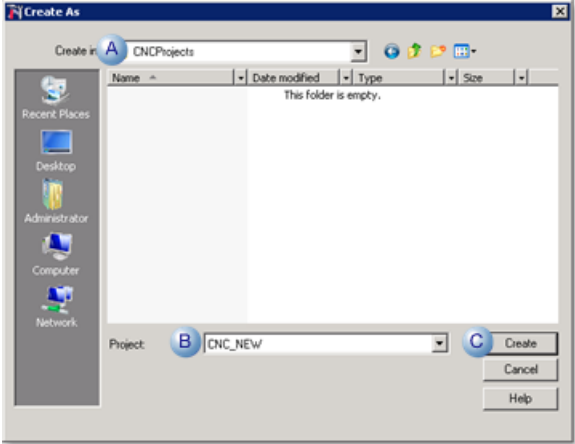 Create As
Create in: A CNCProjects
Name Date modified Type Size
This folder is empty.
Recent Places
Desktop
Administrator
Computer
Network
Project: B CNC_NEW C Create
Cancel
Help